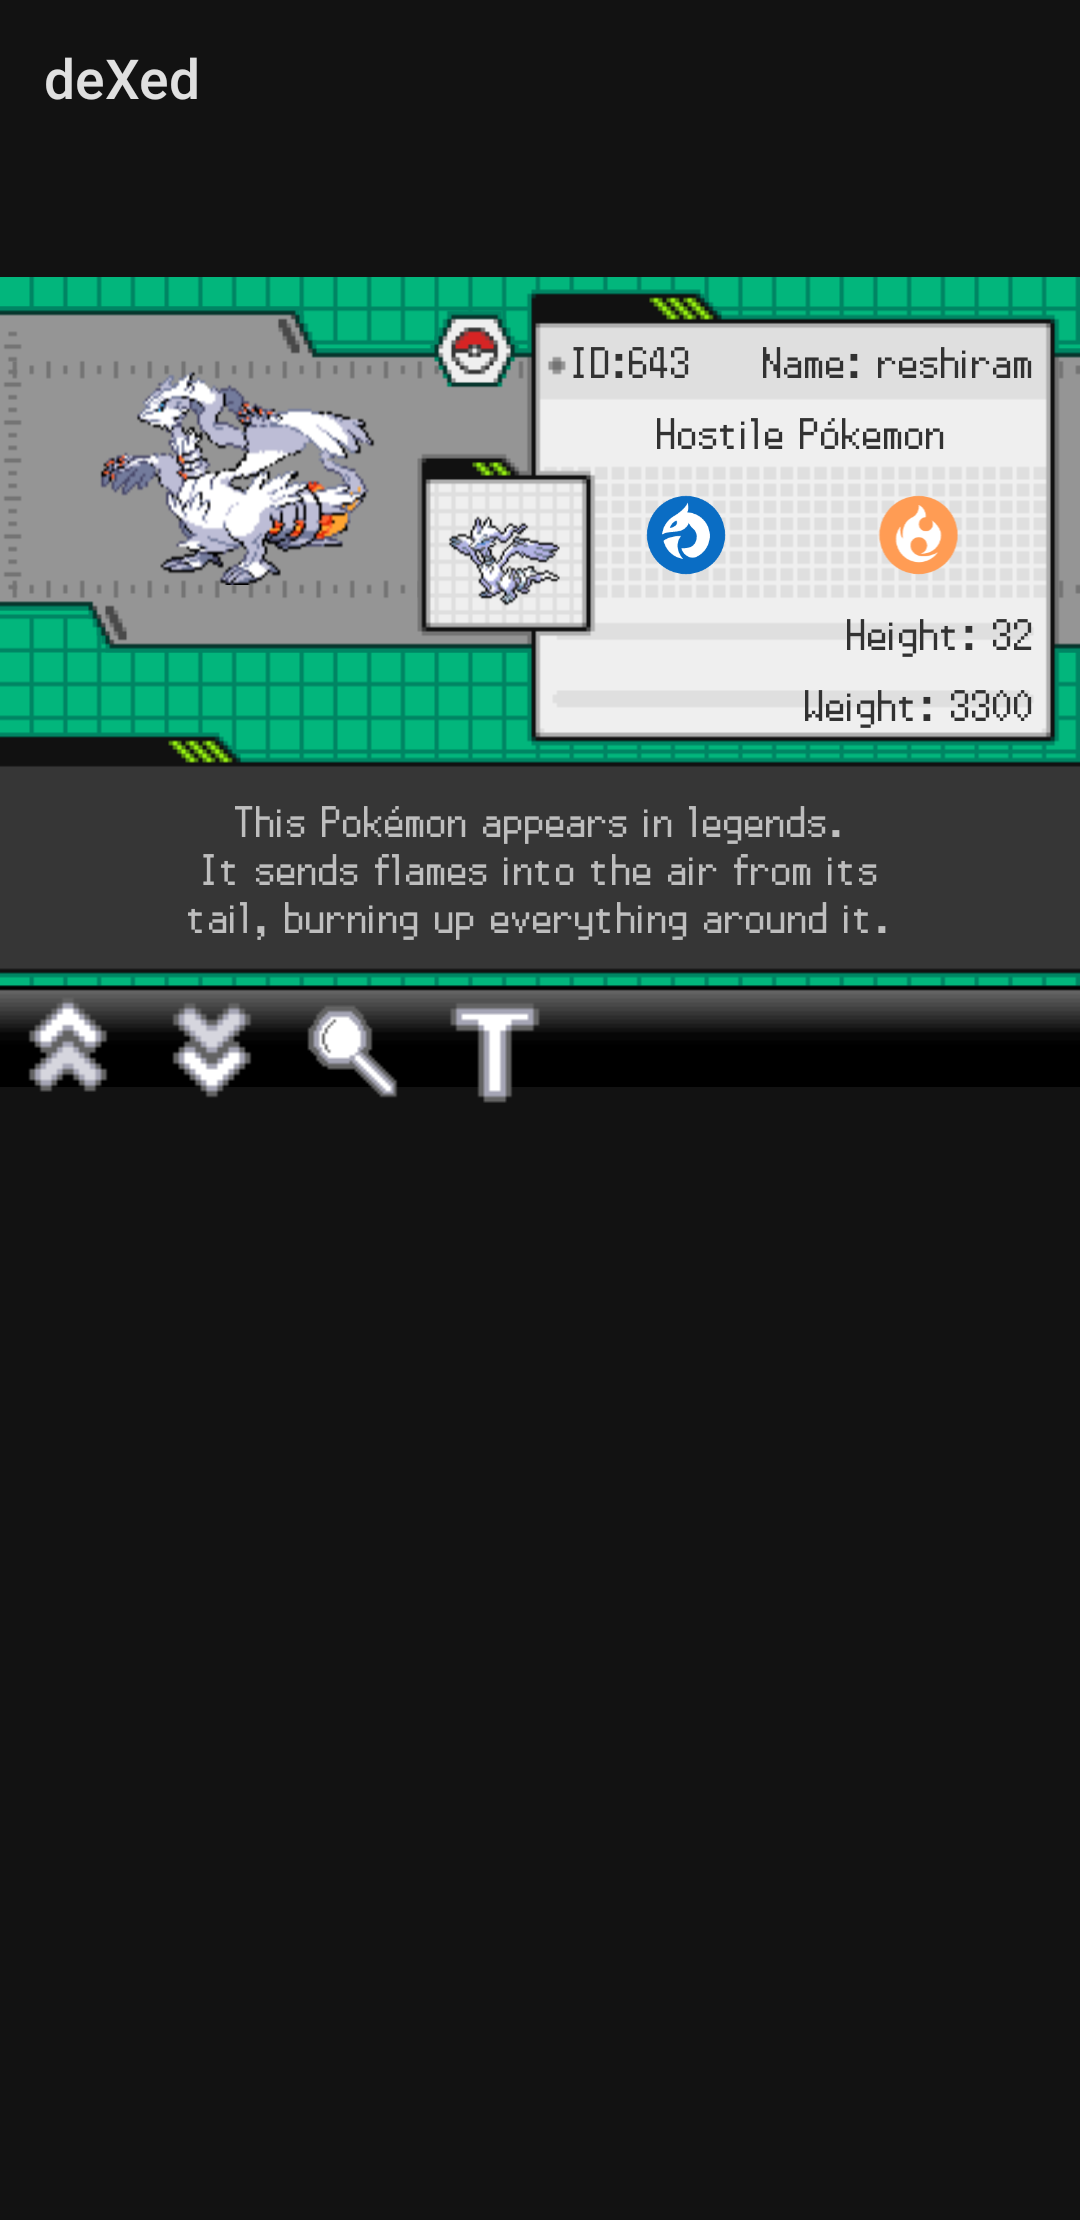 deXed
ID:643 Name: reshiram
Hostile Pókemon
Height: 32
Weight: 3300
This Pokémon appears in legends.
It sends flames into the air from its
tail, burning up everything around it.
T